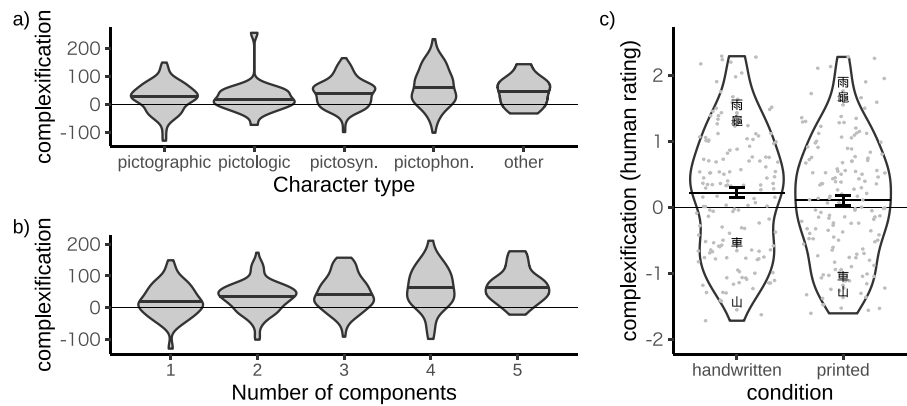 a)
complexification
200
100
0
-100
pictographic pictologic pictosyn. pictophon. other
Character type
b)
complexification
200
100
0
-100
1 2 3 4 5
Number of components
c)
complexification (human rating)
2
1
0
-1
-2
雨
龜
車
山
雨
龜
車
山
handwritten printed
condition